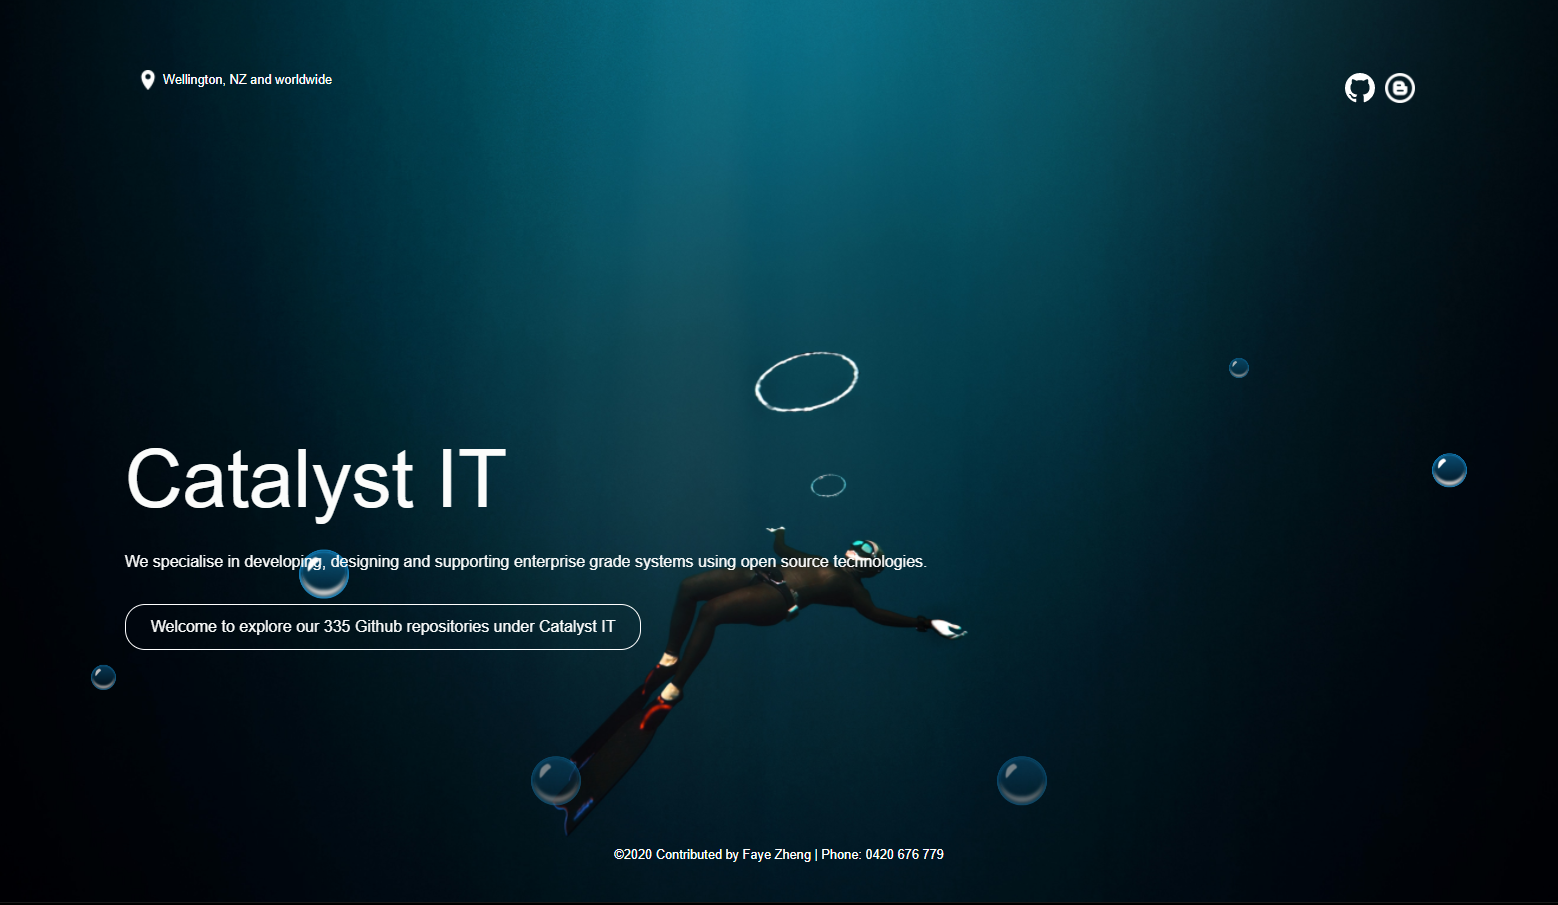 Wellington, NZ and worldwide
Catalyst IT
We specialise in developing, designing and supporting enterprise grade systems using open source technologies.
Welcome to explore our 335 Github repositories under Catalyst IT
©2020 Contributed by Faye Zheng | Phone: 0420 676 779